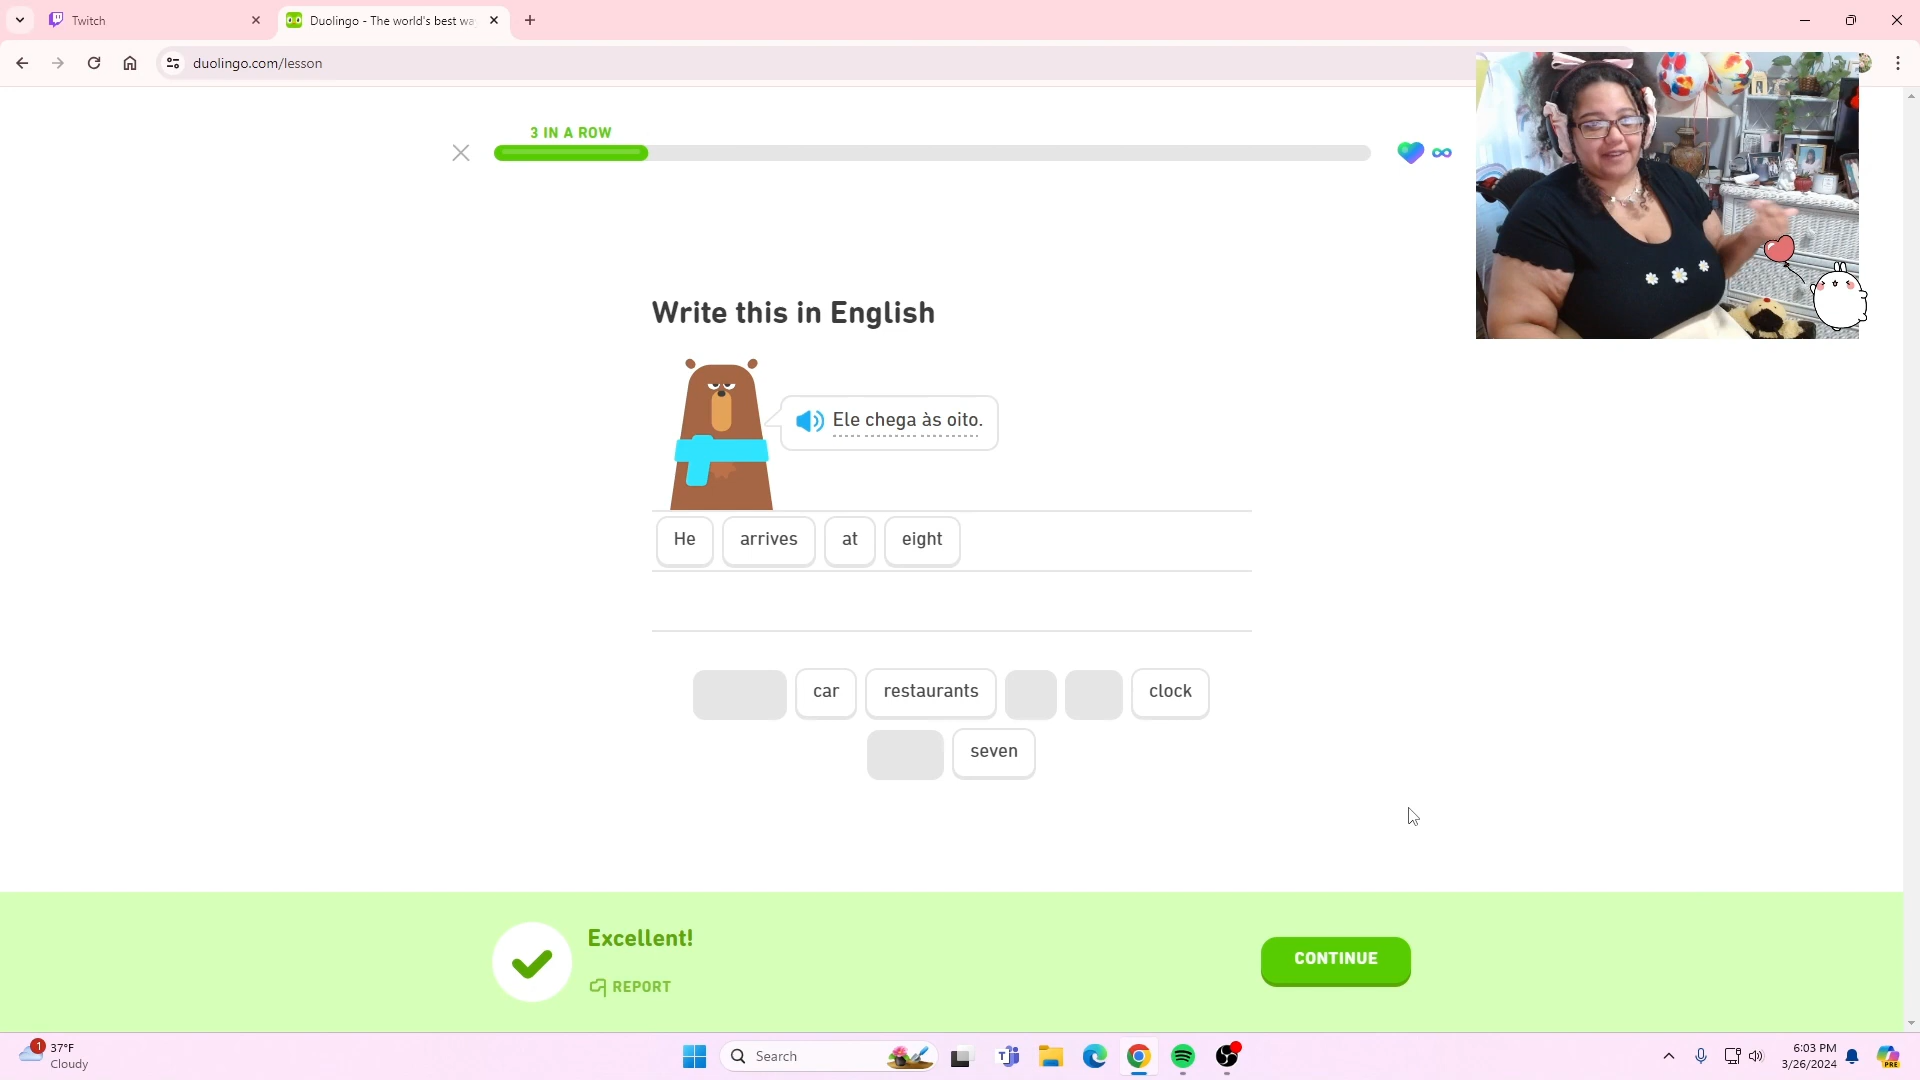 Twitch
Duolingo - The world's best wa
duolingo.com/lesson
3 IN A ROW
Write this in English
Ele chega às oito.
He arrives at eight
car restaurants clock
seven
Excellent!
REPORT
CONTINUE
1
37°F
Cloudy
Search
6:03 PM
3/26/2024
PRE